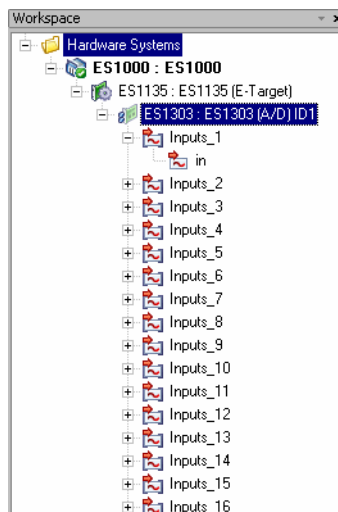 Workspace
Hardware Systems
ES1000 : ES1000
ES1135 : ES1135 (E-Target)
ES1303 : ES1303 (A/D) ID1
Inputs_1
in
Inputs_2
Inputs_3
Inputs_4
Inputs_5
Inputs_6
Inputs_7
Inputs_8
Inputs_9
Inputs_10
Inputs_11
Inputs_12
Inputs_13
Inputs_14
Inputs_15
Inputs_16